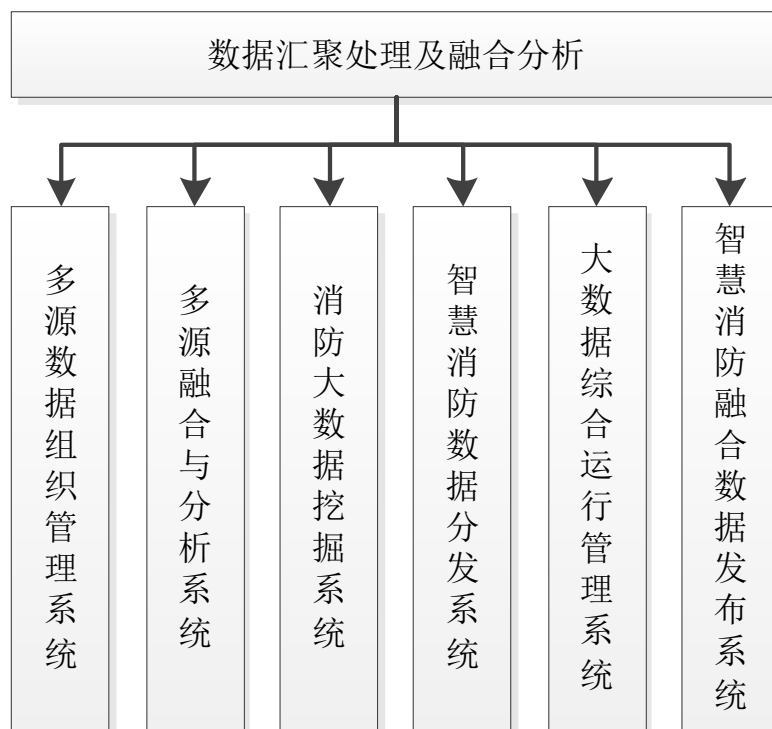 数据汇聚处理及融合分析
多源数据组织管理系统
多源融合与分析系统
消防大数据挖掘系统
智慧消防数据分发系统
大数据综合运行管理系统
智慧消防融合数据发布系统